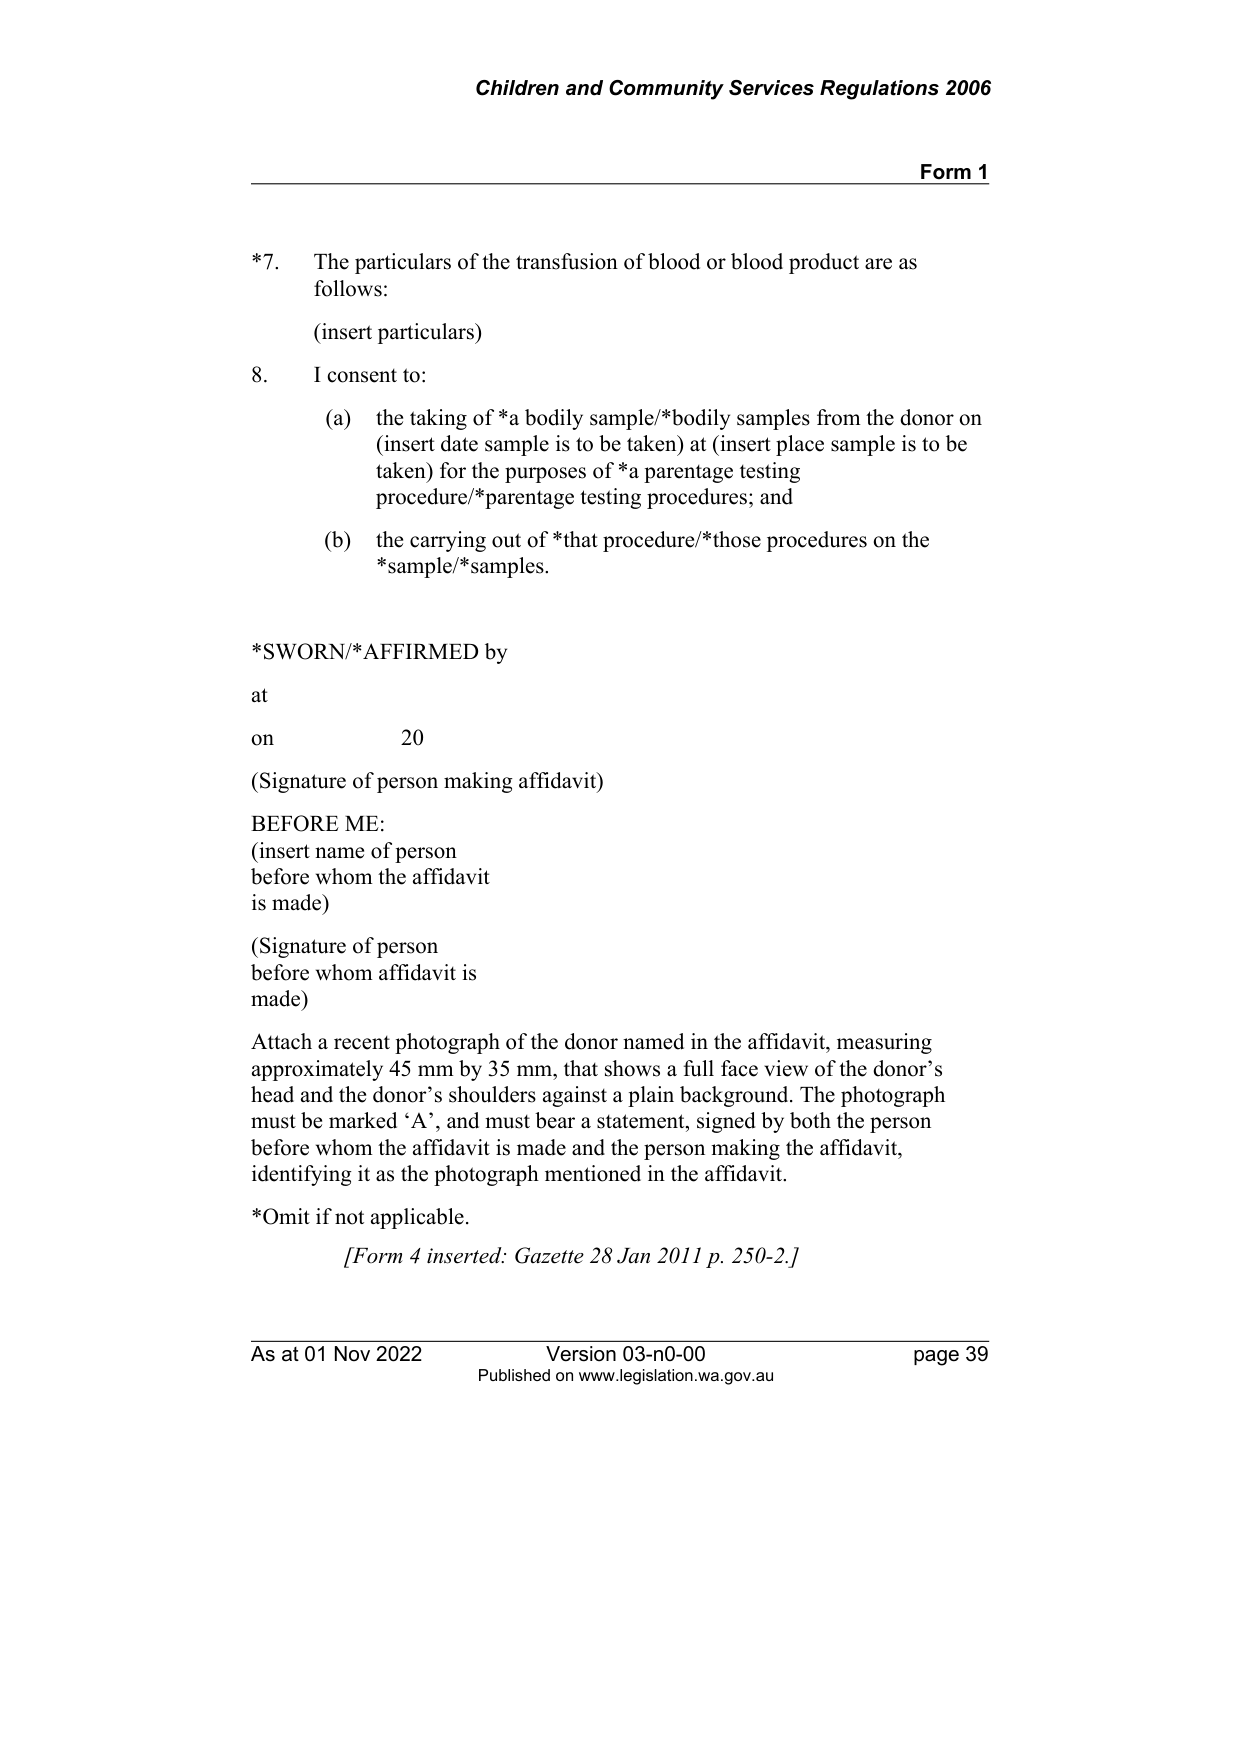 Children and Community Services Regulations 2006
Form 1
*7. The particulars of the transfusion of blood or blood product are as
follows:
(insert particulars)
8. I consent to:
(a) the taking of *a bodily sample/*bodily samples from the donor on
(insert date sample is to be taken) at (insert place sample is to be
taken) for the purposes of *a parentage testing
procedure/*parentage testing procedures; and
(b) the carrying out of *that procedure/*those procedures on the
*sample/*samples.
*SWORN/*AFFIRMED by
at
on 20
(Signature of person making affidavit)
BEFORE ME:
(insert name of person
before whom the affidavit
is made)
(Signature of person
before whom affidavit is
made)
Attach a recent photograph of the donor named in the affidavit, measuring
approximately 45 mm by 35 mm, that shows a full face view of the donor’s
head and the donor’s shoulders against a plain background. The photograph
must be marked ‘A’, and must bear a statement, signed by both the person
before whom the affidavit is made and the person making the affidavit,
identifying it as the photograph mentioned in the affidavit.
*Omit if not applicable.
[Form 4 inserted: Gazette 28 Jan 2011 p. 250-2.]
As at 01 Nov 2022 Version 03-n0-00 page 39
Published on www.legislation.wa.gov.au